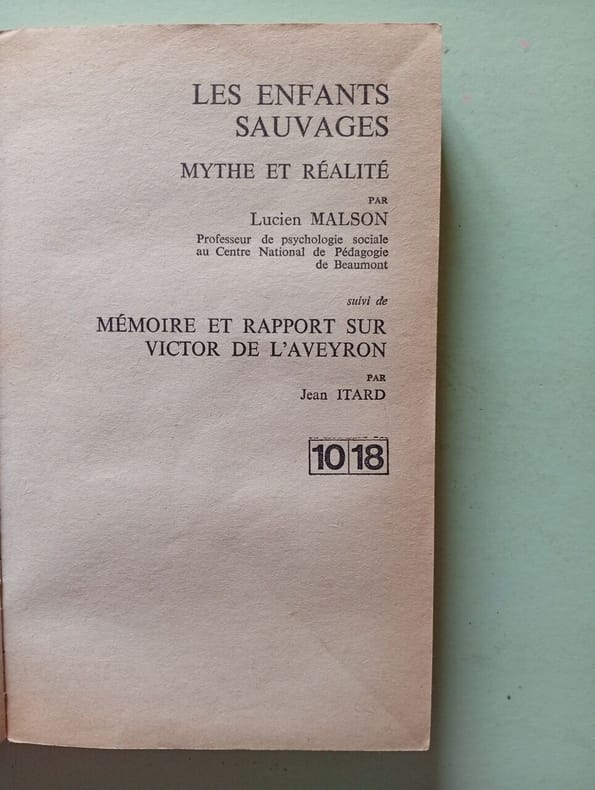 LES ENFANTS
SAUVAGES
MYTHE ET RÉALITÉ
PAR
Lucien MALSON
Professeur de psychologie sociale
au Centre National de Pédagogie
de Beaumont
suivi de
MÉMOIRE ET RAPPORT SUR
VICTOR DE L'AVEYRON
PAR
Jean ITARD
10 18